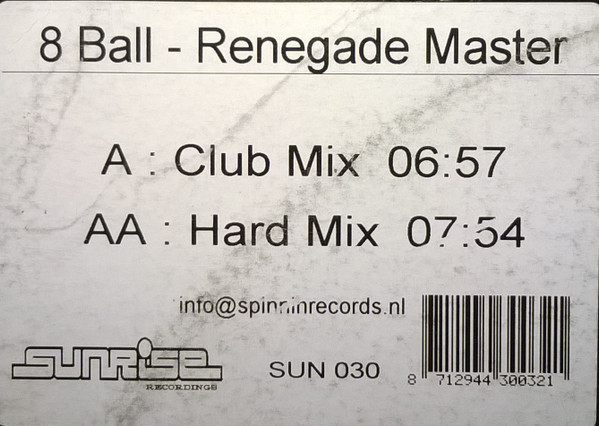 8 Ball - Renegade Master
A : Club Mix 06:57
AA : Hard Mix 07:54
info@spinninrecords.nl
sunrise
RECORDINGS
SUN 030
8 712944 300321